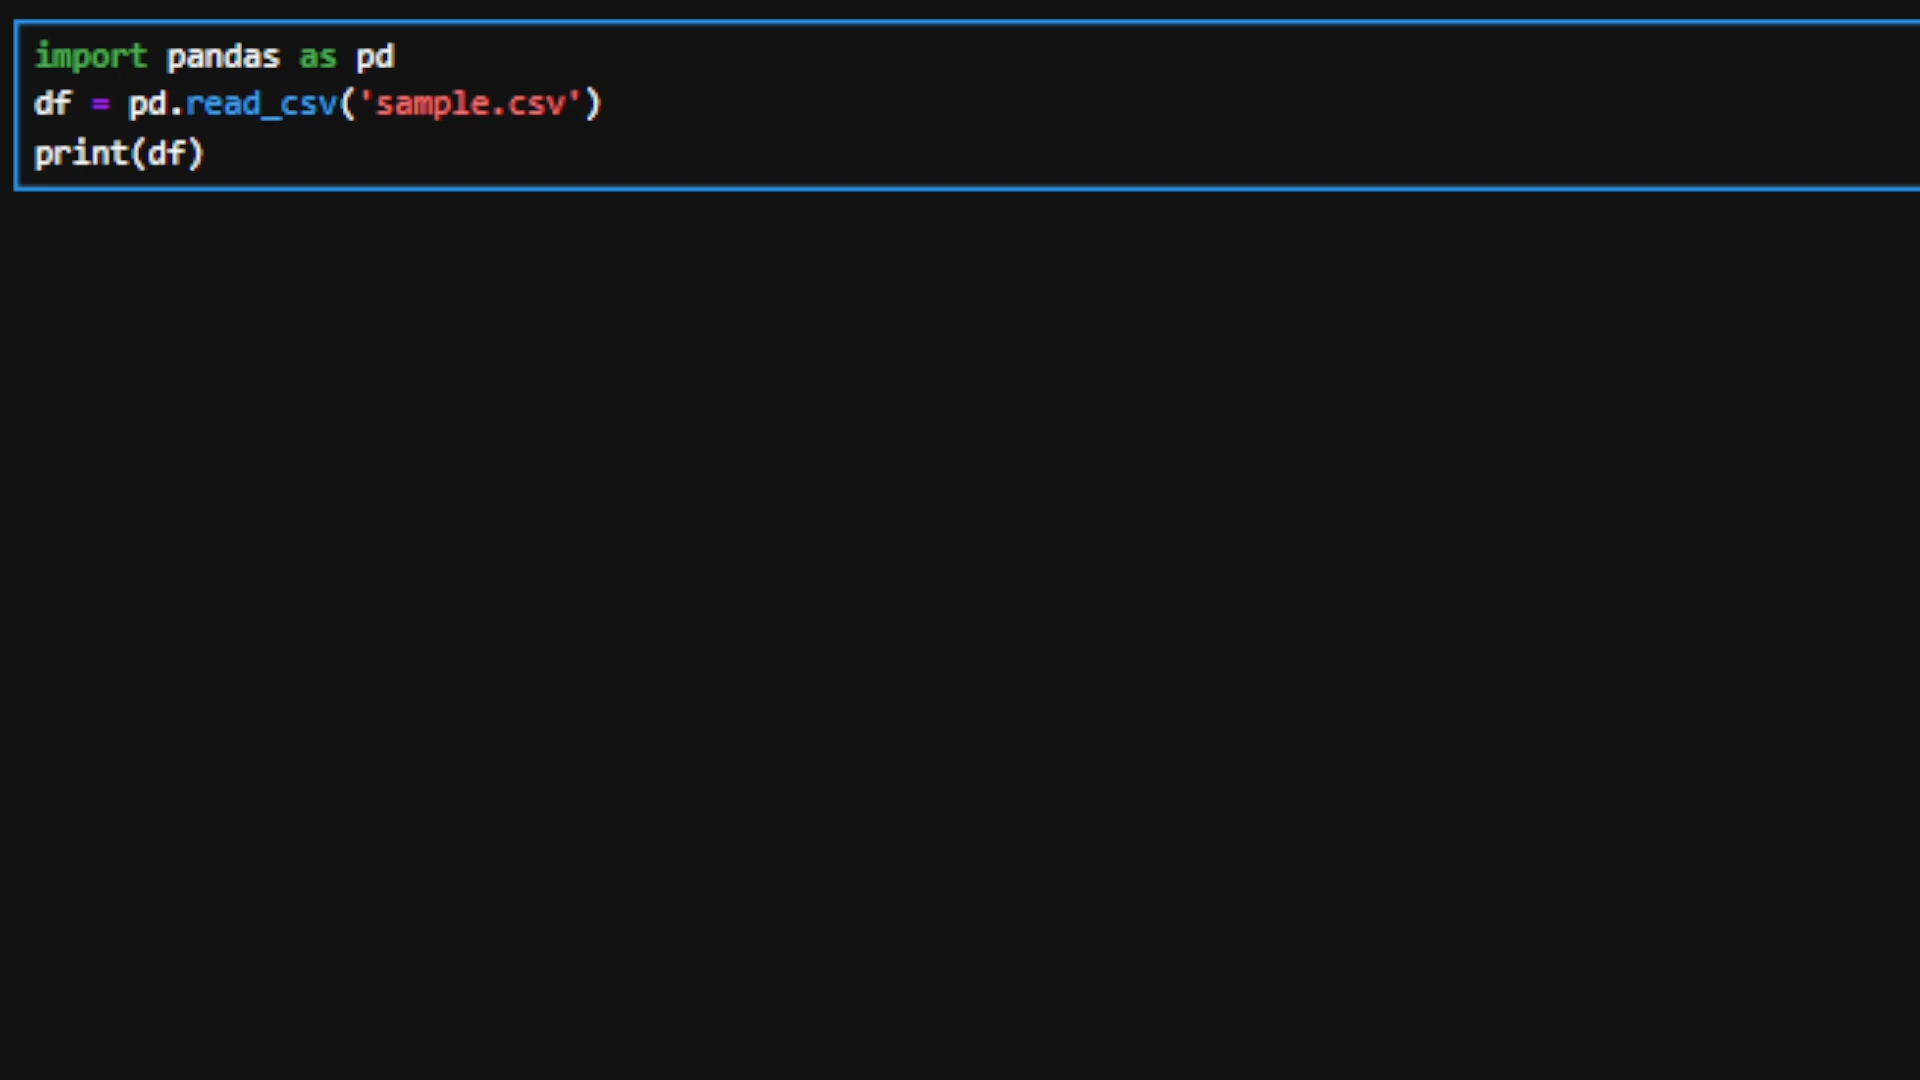 import pandas as pd
df = pd.read_csv('sample.csv')
print(df)